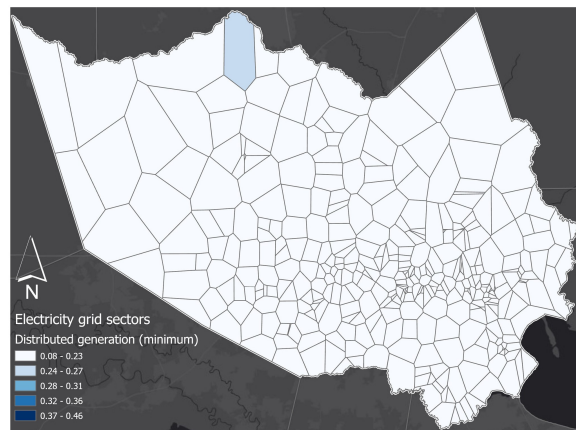 N
Electricity grid sectors
Distributed generation (minimum)
0.08 - 0.23
0.24 - 0.27
0.28 - 0.31
0.32 - 0.36
0.37 - 0.46